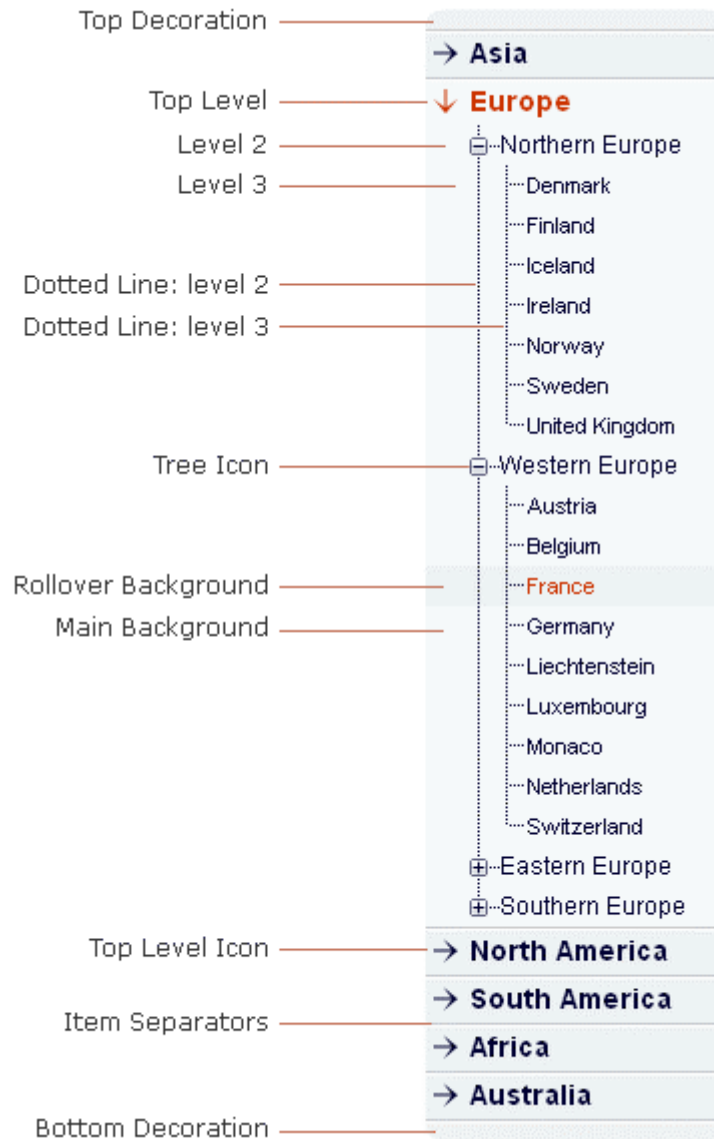 Top Decoration
Asia
Top Level
Europe
Level 2
Northern Europe
Level 3
Denmark
Finland
Iceland
Dotted Line: level 2
Ireland
Dotted Line: level 3
Norway
Sweden
United Kingdom
Tree Icon
Western Europe
Austria
Belgium
Rollover Background
France
Main Background
Germany
Liechtenstein
Luxembourg
Monaco
Netherlands
Switzerland
Eastern Europe
Southern Europe
Top Level Icon
North America
South America
Item Separators
Africa
Australia
Bottom Decoration